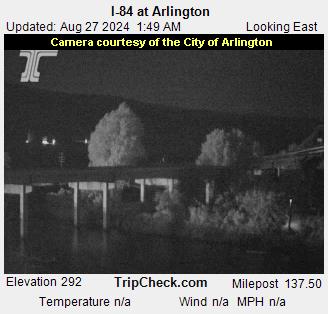 I-84 at Arlington
Updated: Aug 27 2024 1:49 AM Looking East
Camera courtesy of the City of Arlington
Elevation 292 TripCheck.com Milepost 137.50
Temperature n/a Wind n/a MPH n/a